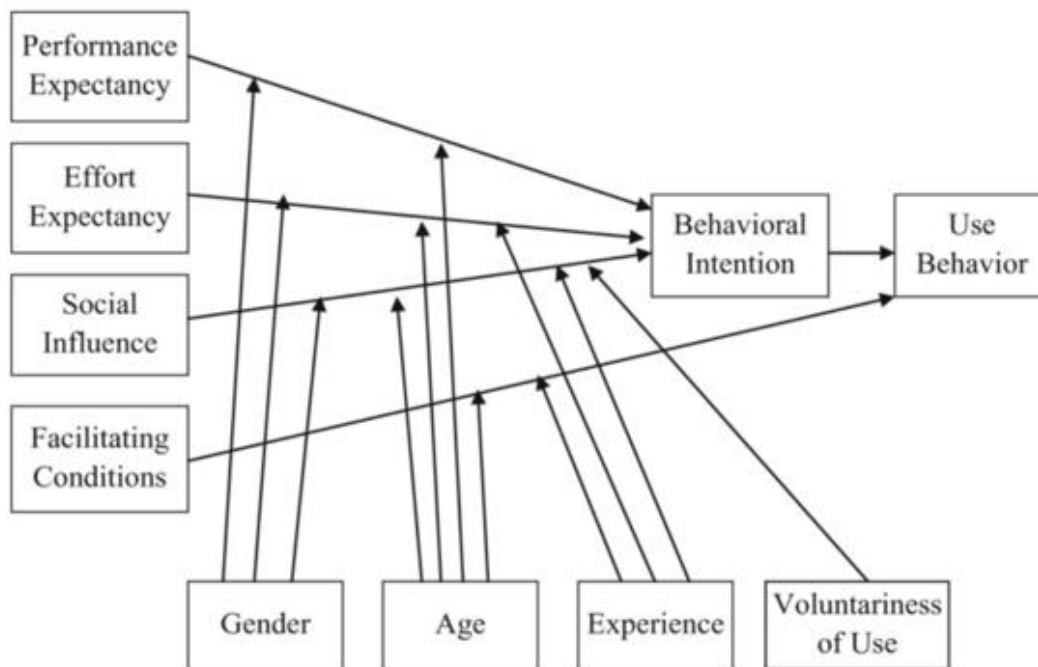 Performance
Expectancy
Effort
Expectancy
Social
Influence
Facilitating
Conditions
Behavioral
Intention
Use
Behavior
Gender
Age
Experience
Voluntariness
of Use